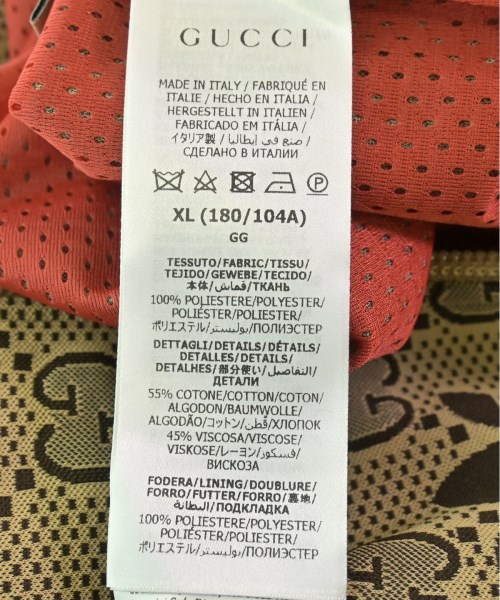 GUCCI
MADE IN ITALY / FABRIQUÉ EN
ITALIE / HECHO EN ITALIA /
HERGESTELLT IN ITALIEN /
FABRICADO EM ITÁLIA /
イタリア製 / صنع في إيطاليا /
СДЕЛАНО В ИТАЛИИ
P
XL (180/104A)
GG
TESSUTO/FABRIC/TISSU/
TEJIDO/GEWEBE/TECIDO/
本体/قماش/ТКАНЬ
100% POLIESTERE/POLYESTER/
POLIÉSTER/POLIESTER/
ポリエステル/بوليستر/ПОЛИЭСТЕР
DETTAGLI/DETAILS/DÉTAILS/
DETALLES/DETAILS/
DETALHES/部分使い/التفاصيل/
ДЕТАЛИ
55% COTONE/COTTON/COTON/
ALGODON/BAUMWOLLE/
ALGODÃO/コットン/قطن/ХЛОПОК
45% VISCOSA/VISCOSE/
VISKOSE/レーヨン/فسكوز/
ВИСКОЗА
FODERA/LINING/DOUBLURE/
FORRO/FUTTER/FORRO/裏地/
البطانة/ПОДКЛАДКА
100% POLIESTERE/POLYESTER/
POLIÉSTER/POLIESTER/
ポリエステル/بوليستر/ПОЛИЭСТЕР